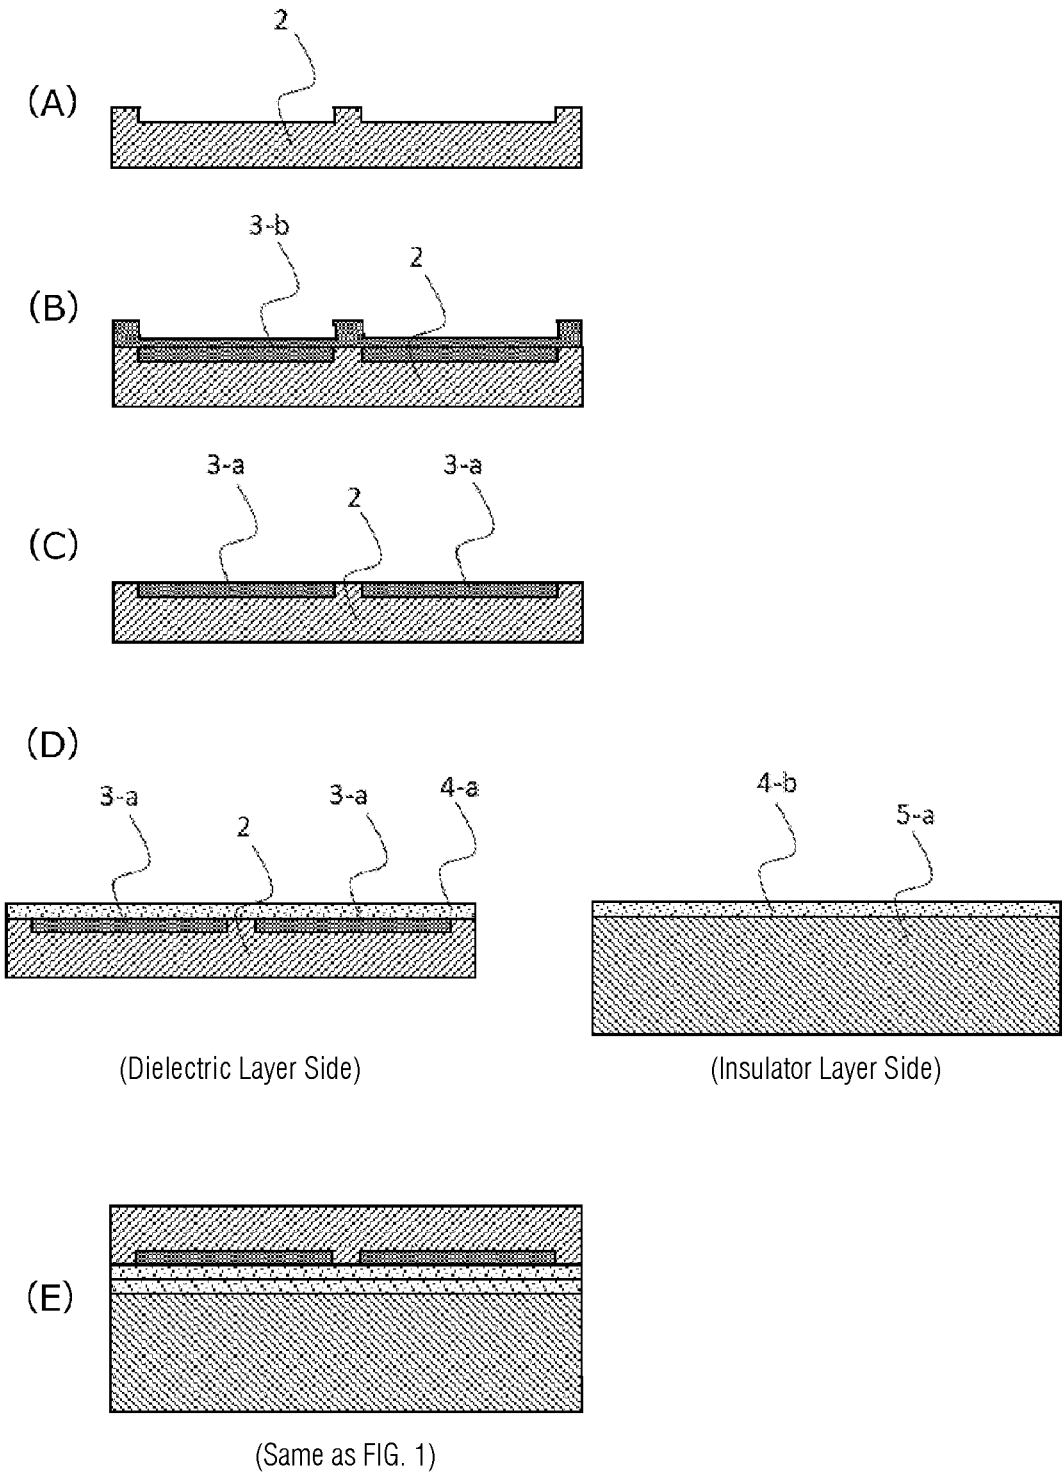 2
(A)
3-b
2
(B)
3-a
3-a
2
(C)
(D)
3-a
3-a
4-a
2
4-b
5-a
(Dielectric Layer Side)
(Insulator Layer Side)
(E)
(Same as FIG. 1)